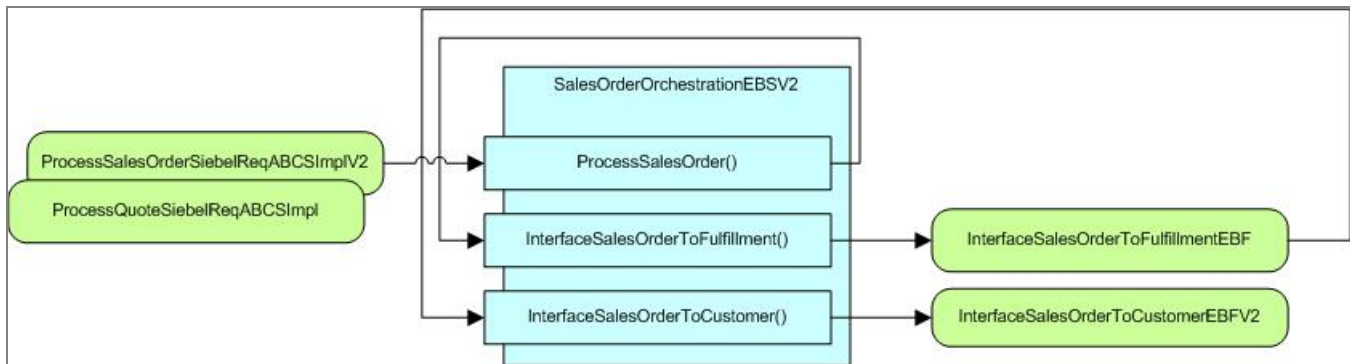 SalesOrderOrchestrationEBSV2
ProcessSalesOrderSiebelReqABCSImplV2
ProcessSalesOrder()
ProcessQuoteSiebelReqABCSImpl
InterfaceSalesOrderToFulfillment()
InterfaceSalesOrderToFulfillmentEBF
InterfaceSalesOrderToCustomer()
InterfaceSalesOrderToCustomerEBFV2